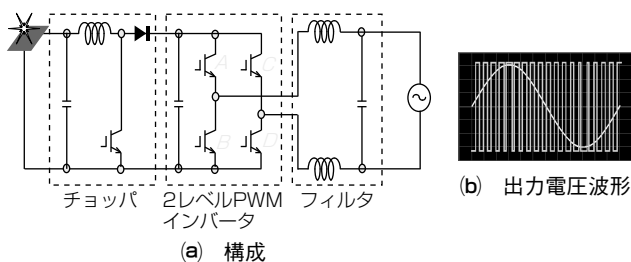 A
C
B
D
チョッパ
2レベルPWM
インバータ
フィルタ
(a) 構成
(b) 出力電圧波形